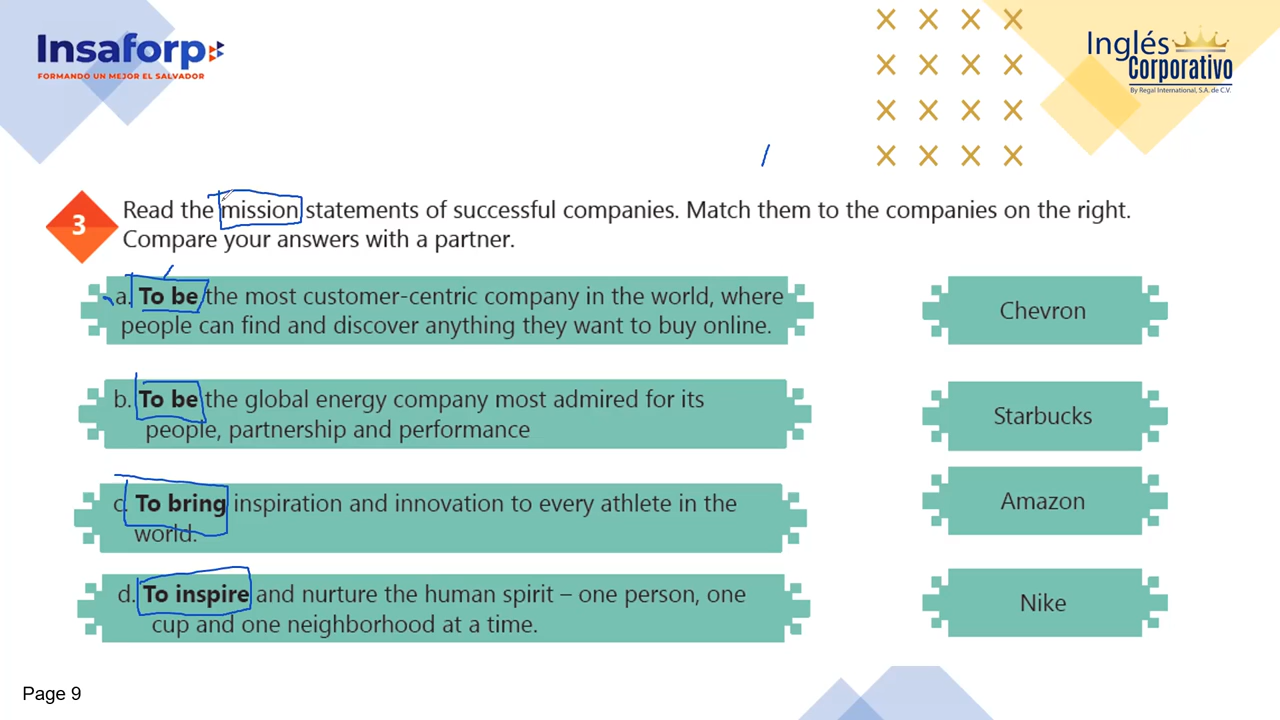 Insaforp
FORMANDO UN MEJOR EL SALVADOR
Inglés
Corporativo
By Regal International, S.A. de C.V.
3
Read the mission statements of successful companies. Match them to the companies on the right.
Compare your answers with a partner.
a. To be the most customer-centric company in the world, where
people can find and discover anything they want to buy online.
Chevron
b. To be the global energy company most admired for its
people, partnership and performance
Starbucks
c. To bring inspiration and innovation to every athlete in the
world.
Amazon
d. To inspire and nurture the human spirit – one person, one
cup and one neighborhood at a time.
Nike
Page 9